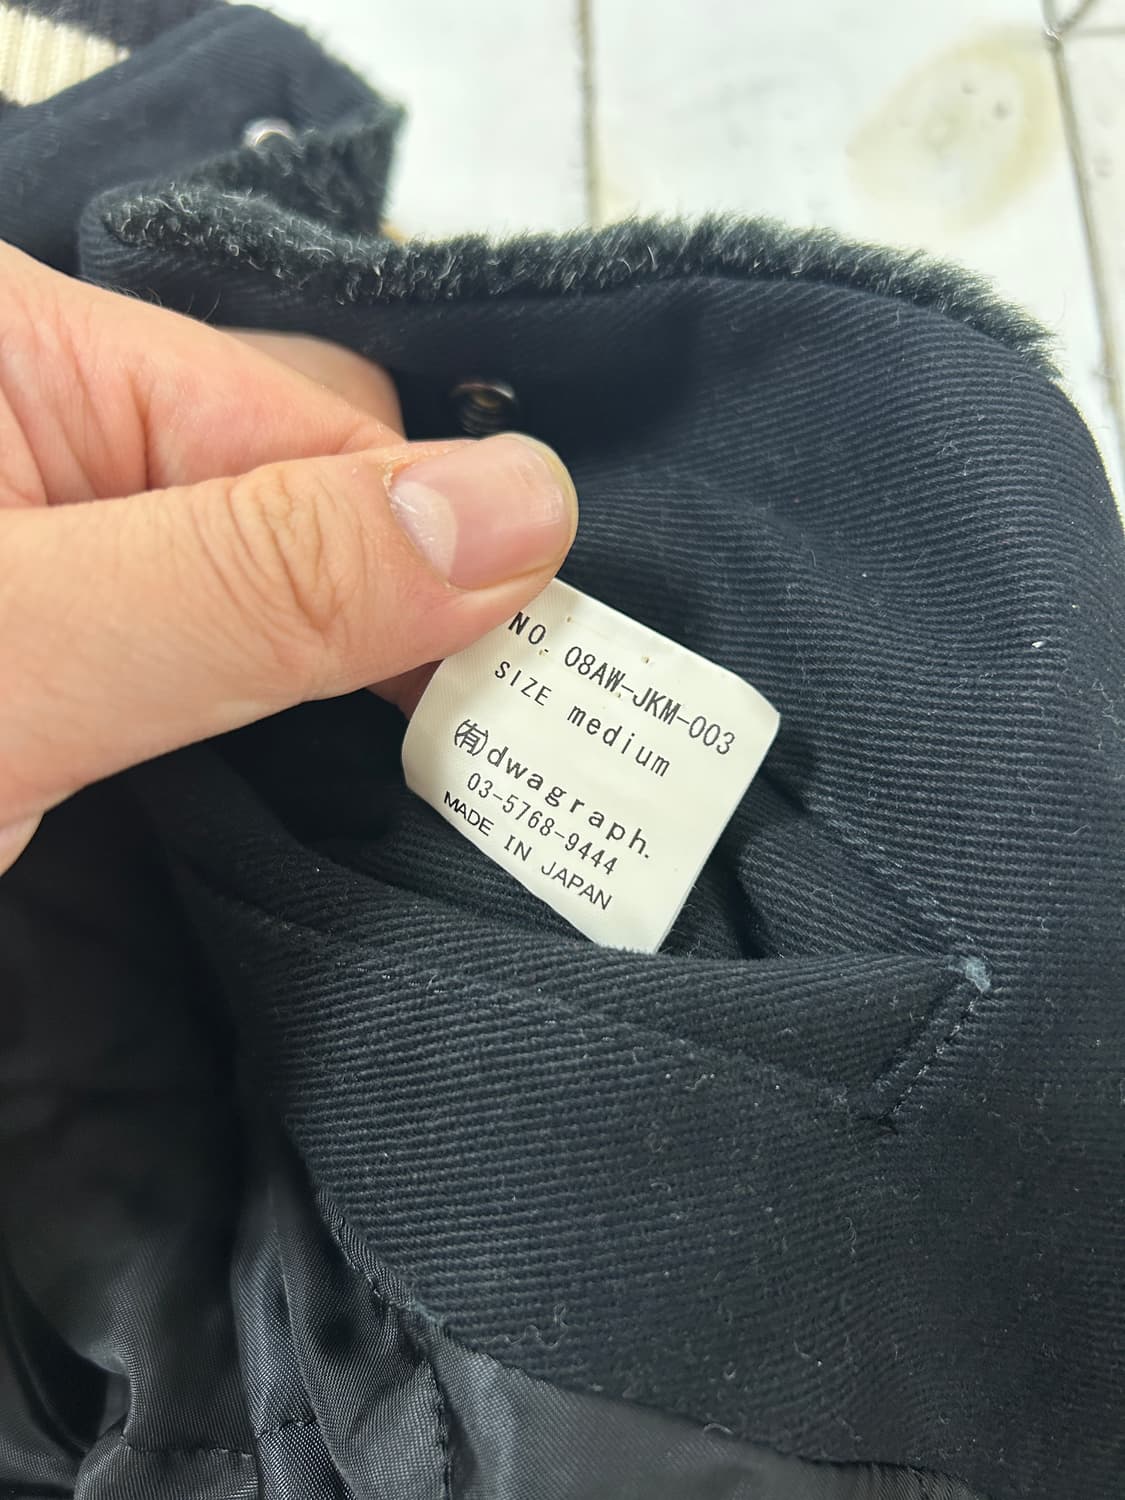 NO. 08AW-JKM-003
SIZE medium
㈲dwagraph.
03-5768-9444
MADE IN JAPAN